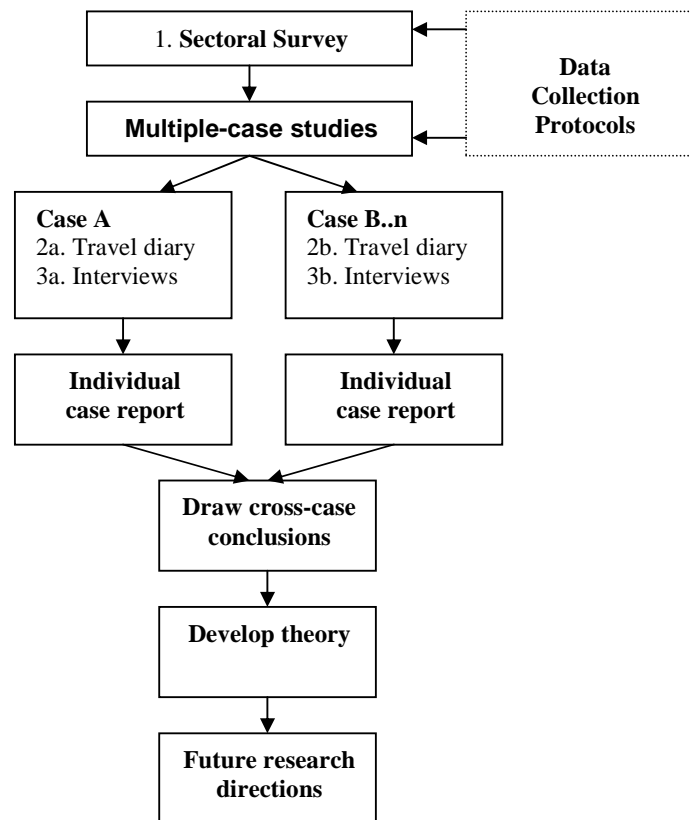 1. Sectoral Survey
Data
Collection
Protocols
Multiple-case studies
Case A
2a. Travel diary
3a. Interviews
Case B..n
2b. Travel diary
3b. Interviews
Individual
case report
Individual
case report
Draw cross-case
conclusions
Develop theory
Future research
directions